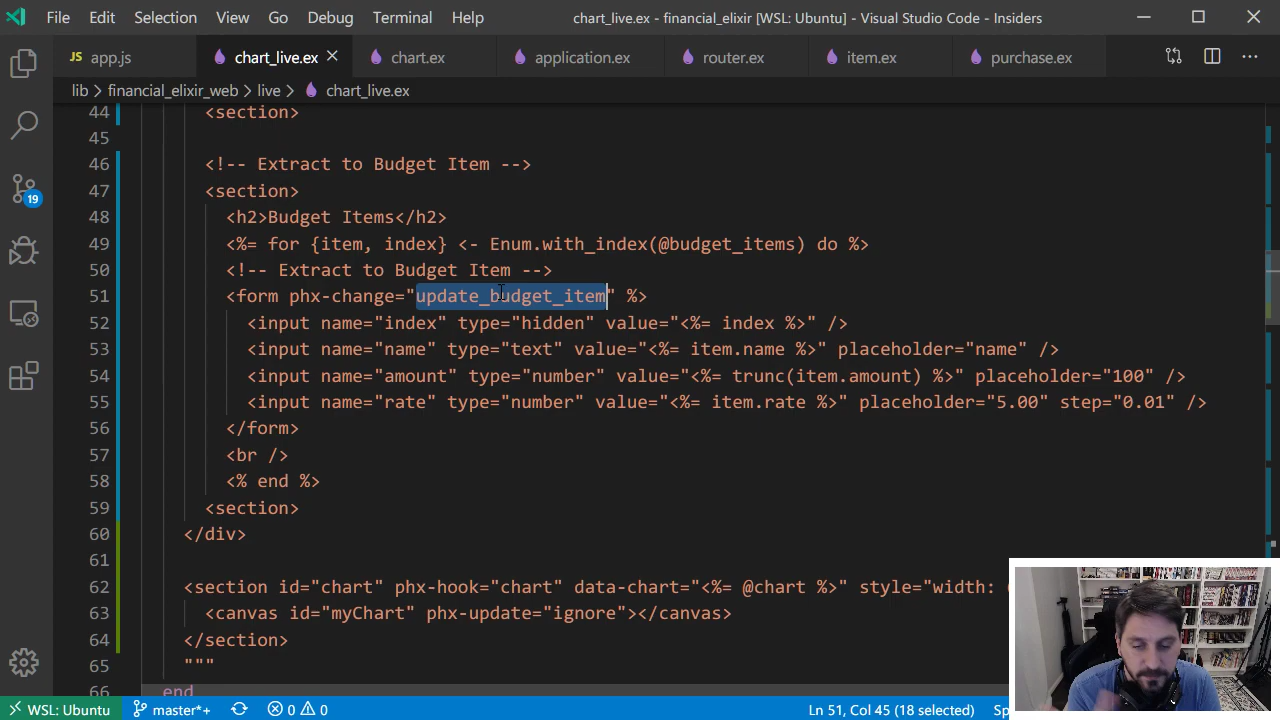 File Edit Selection View Go Debug Terminal Help chart_live.ex - financial_elixir [WSL: Ubuntu] - Visual Studio Code - Insiders
JS app.js chart_live.ex chart.ex application.ex router.ex item.ex purchase.ex
lib > financial_elixir_web > live > chart_live.ex
44 <section>
45
46 <!-- Extract to Budget Item -->
47 <section>
48 <h2>Budget Items</h2>
49 <%= for {item, index} <- Enum.with_index(@budget_items) do %>
50 <!-- Extract to Budget Item -->
51 <form phx-change="update_budget_item" %>
52 <input name="index" type="hidden" value="<%= index %>" />
53 <input name="name" type="text" value="<%= item.name %>" placeholder="name" />
54 <input name="amount" type="number" value="<%= trunc(item.amount) %>" placeholder="100" />
55 <input name="rate" type="number" value="<%= item.rate %>" placeholder="5.00" step="0.01" />
56 </form>
57 <br />
58 <% end %>
59 <section>
60 </div>
61
62 <section id="chart" phx-hook="chart" data-chart="<%= @chart %>" style="width:
63 <canvas id="myChart" phx-update="ignore"></canvas>
64 </section>
65 """
66 end
19
WSL: Ubuntu master*+ 0 0 Ln 51, Col 45 (18 selected) Sp